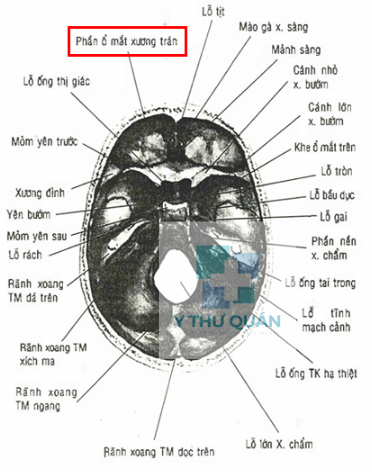 Lỗ tịt
Phần ổ mắt xương trán
Mào gà x. sàng
Mảnh sàng
Lỗ ống thị giác
Cánh nhỏ
x. bướm
Cánh lớn
x. bướm
Mỏm yên trước
Khe ổ mắt trên
Lỗ tròn
Xương đỉnh
Lỗ bầu dục
Yên bướm
Lỗ gai
Mỏm yên sau
Phần nền
x. chẩm
Lỗ rách
Rãnh xoang
TM đá trên
Lỗ ống tai trong
Y THƯ QUÁN
Lỗ tĩnh
mạch cảnh
Rãnh xoang TM
xích ma
Lỗ ống TK hạ thiệt
Rãnh xoang
TM ngang
Lỗ lớn X. chẩm
Rãnh xoang TM dọc trên